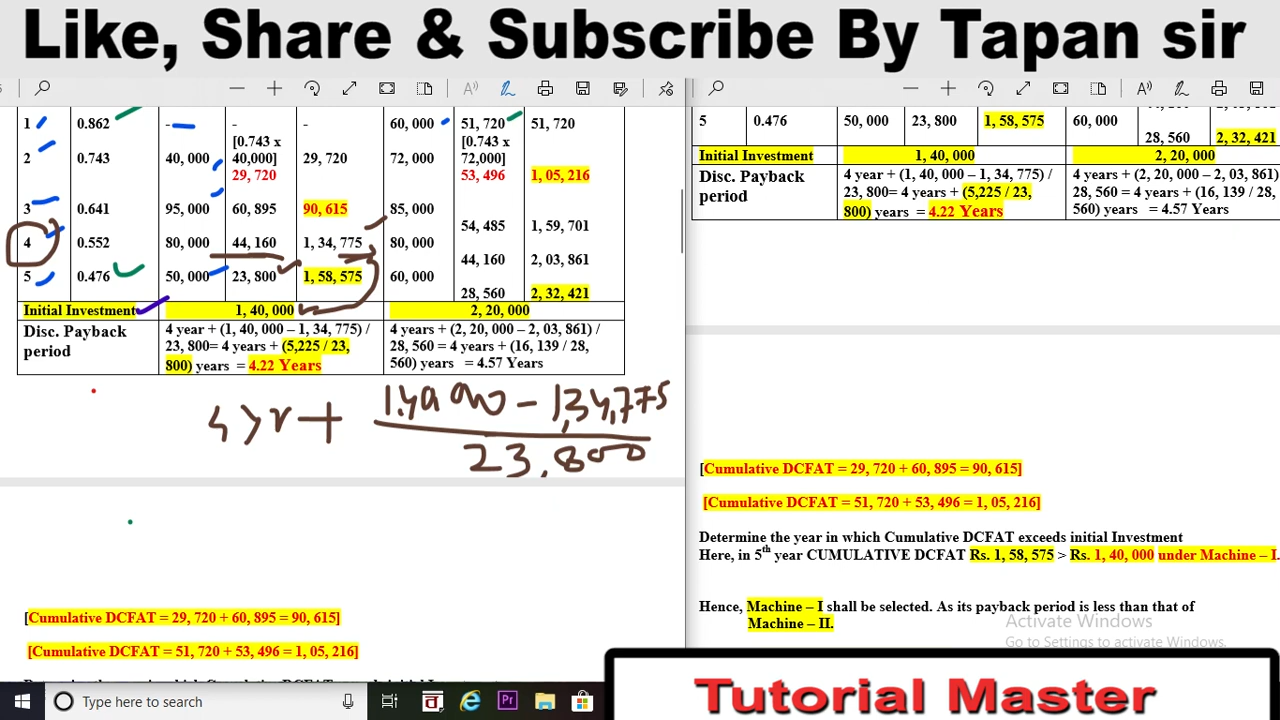 Like, Share & Subscribe By Tapan sir
1 0.862 - - - 60, 000 51, 720 51, 720
[0.743 x [0.743 x
2 0.743 40, 000 40,000] 29, 720 72, 000 72,000]
29, 720 53, 496 1, 05, 216
3 0.641 95, 000 60, 895 90, 615 85, 000
54, 485 1, 59, 701
4 0.552 80, 000 44, 160 1, 34, 775 80, 000
44, 160 2, 03, 861
5 0.476 50, 000 23, 800 1, 58, 575 60, 000
28, 560 2, 32, 421
Initial Investment 1, 40, 000 2, 20, 000
Disc. Payback period
4 year + (1, 40, 000 – 1, 34, 775) /
23, 800= 4 years + (5,225 / 23,
800) years = 4.22 Years
4 years + (2, 20, 000 – 2, 03, 861) /
28, 560 = 4 years + (16, 139 / 28,
560) years = 4.57 Years
4 yr +
- 1,34,775
23,800
[Cumulative DCFAT = 29, 720 + 60, 895 = 90, 615]
[Cumulative DCFAT = 51, 720 + 53, 496 = 1, 05, 216]
5 0.476 50, 000 23, 800 1, 58, 575 60, 000
28, 560 2, 32, 421
Initial Investment 1, 40, 000 2, 20, 000
Disc. Payback
period
4 year + (1, 40, 000 – 1, 34, 775) /
23, 800= 4 years + (5,225 / 23,
800) years = 4.22 Years
4 years + (2, 20, 000 – 2, 03, 861)
28, 560 = 4 years + (16, 139 / 28,
560) years = 4.57 Years
[Cumulative DCFAT = 29, 720 + 60, 895 = 90, 615]
[Cumulative DCFAT = 51, 720 + 53, 496 = 1, 05, 216]
Determine the year in which Cumulative DCFAT exceeds initial Investment
Here, in 5th year CUMULATIVE DCFAT Rs. 1, 58, 575 > Rs. 1, 40, 000 under Machine – I.
Hence, Machine – I shall be selected. As its payback period is less than that of
Machine – II.
Activate Windows
Go to Settings to activate Windows.
Type here to search
Tutorial Master